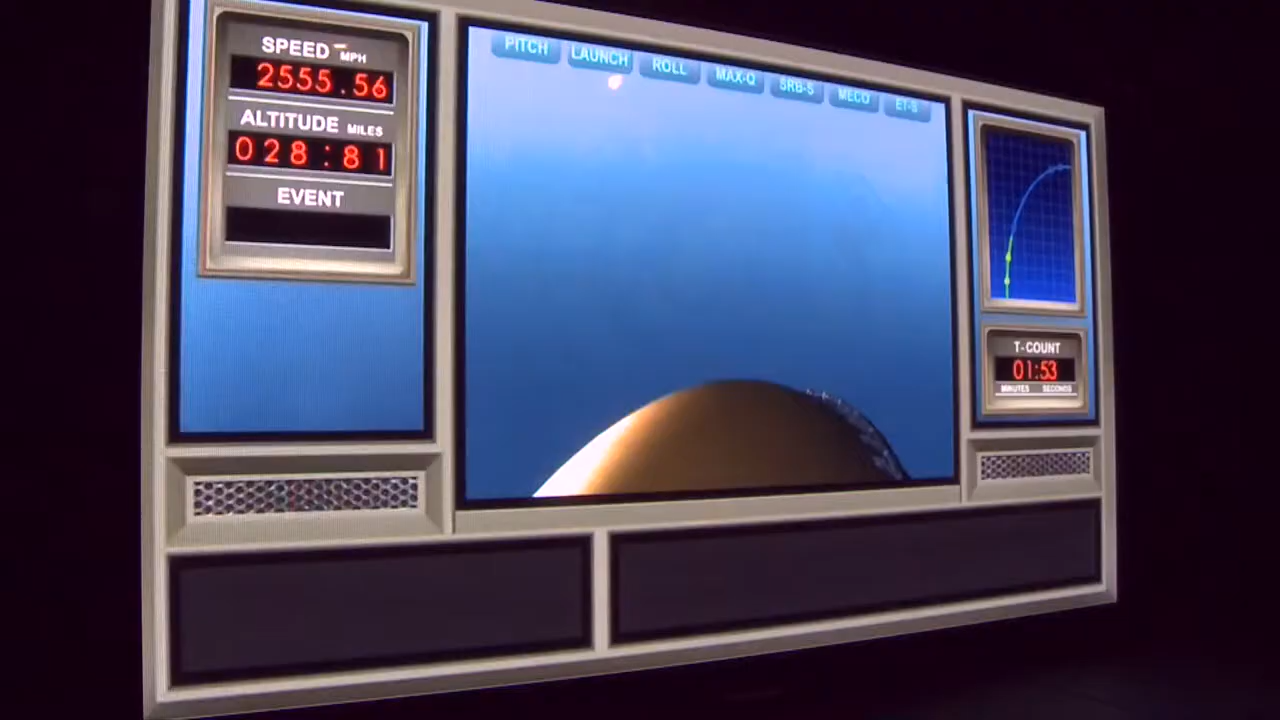 SPEED MPH
2555.56
ALTITUDE MILES
028:81
EVENT
PITCH
LAUNCH
ROLL
MAX-Q
SRB-S
MECO
ET-S
T-COUNT
01:53
MINUTES SECONDS